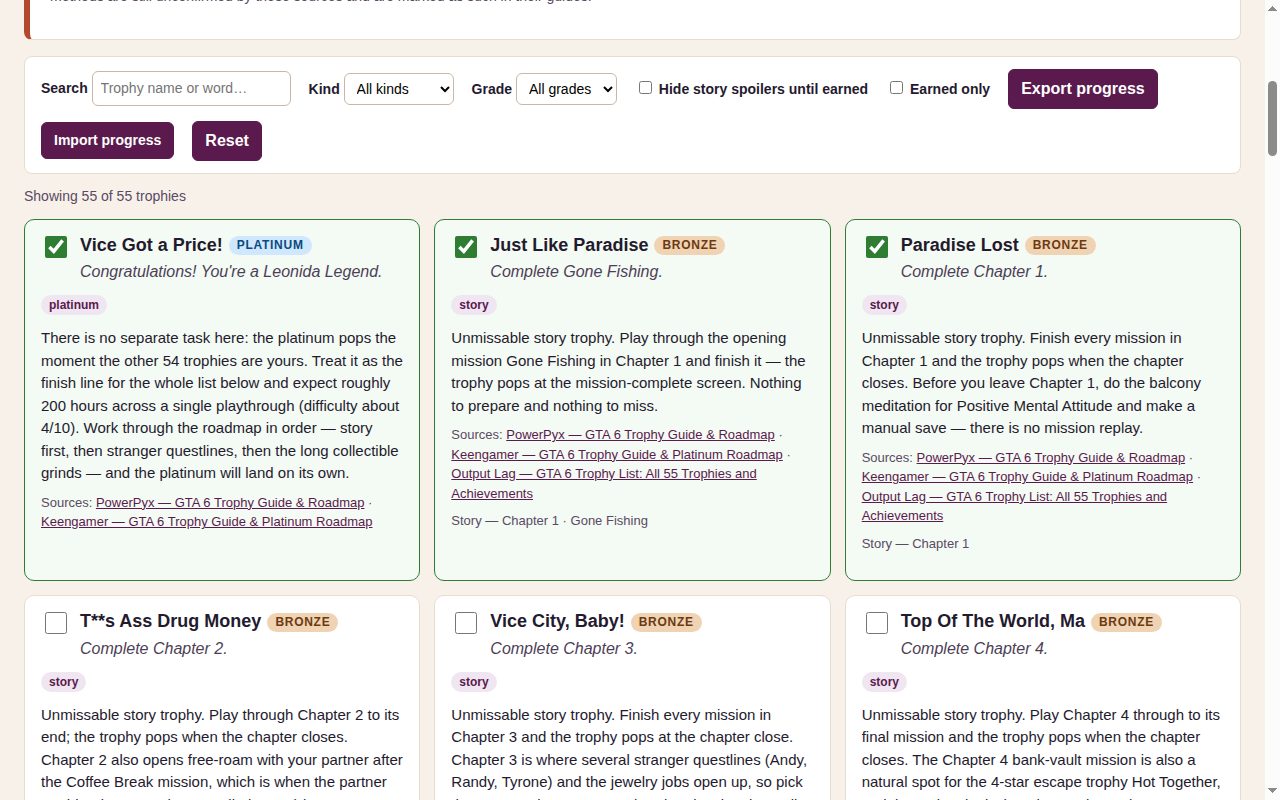 Search Trophy name or word… Kind All kinds Grade All grades Hide story spoilers until earned Earned only Export progress
Import progress Reset
Showing 55 of 55 trophies
Vice Got a Price! PLATINUM
Congratulations! You're a Leonida Legend.
platinum
There is no separate task here: the platinum pops the
moment the other 54 trophies are yours. Treat it as the
finish line for the whole list below and expect roughly
200 hours across a single playthrough (difficulty about
4/10). Work through the roadmap in order — story
first, then stranger questlines, then the long collectible
grinds — and the platinum will land on its own.
Sources: PowerPyx — GTA 6 Trophy Guide & Roadmap ·
Keengamer — GTA 6 Trophy Guide & Platinum Roadmap
Just Like Paradise BRONZE
Complete Gone Fishing.
story
Unmissable story trophy. Play through the opening
mission Gone Fishing in Chapter 1 and finish it — the
trophy pops at the mission-complete screen. Nothing
to prepare and nothing to miss.
Sources: PowerPyx — GTA 6 Trophy Guide & Roadmap ·
Keengamer — GTA 6 Trophy Guide & Platinum Roadmap ·
Output Lag — GTA 6 Trophy List: All 55 Trophies and
Achievements
Story — Chapter 1 · Gone Fishing
Paradise Lost BRONZE
Complete Chapter 1.
story
Unmissable story trophy. Finish every mission in
Chapter 1 and the trophy pops when the chapter
closes. Before you leave Chapter 1, do the balcony
meditation for Positive Mental Attitude and make a
manual save — there is no mission replay.
Sources: PowerPyx — GTA 6 Trophy Guide & Roadmap ·
Keengamer — GTA 6 Trophy Guide & Platinum Roadmap ·
Output Lag — GTA 6 Trophy List: All 55 Trophies and
Achievements
Story — Chapter 1
T**s Ass Drug Money BRONZE
Complete Chapter 2.
story
Unmissable story trophy. Play through Chapter 2 to its
end; the trophy pops when the chapter closes.
Chapter 2 also opens free-roam with your partner after
the Coffee Break mission, which is when the partner
Vice City, Baby! BRONZE
Complete Chapter 3.
story
Unmissable story trophy. Finish every mission in
Chapter 3 and the trophy pops at the chapter close.
Chapter 3 is where several stranger questlines (Andy,
Randy, Tyrone) and the jewelry jobs open up, so pick
Top Of The World, Ma BRONZE
Complete Chapter 4.
story
Unmissable story trophy. Play Chapter 4 through to its
final mission and the trophy pops when the chapter
closes. The Chapter 4 bank-vault mission is also a
natural spot for the 4-star escape trophy Hot Together,